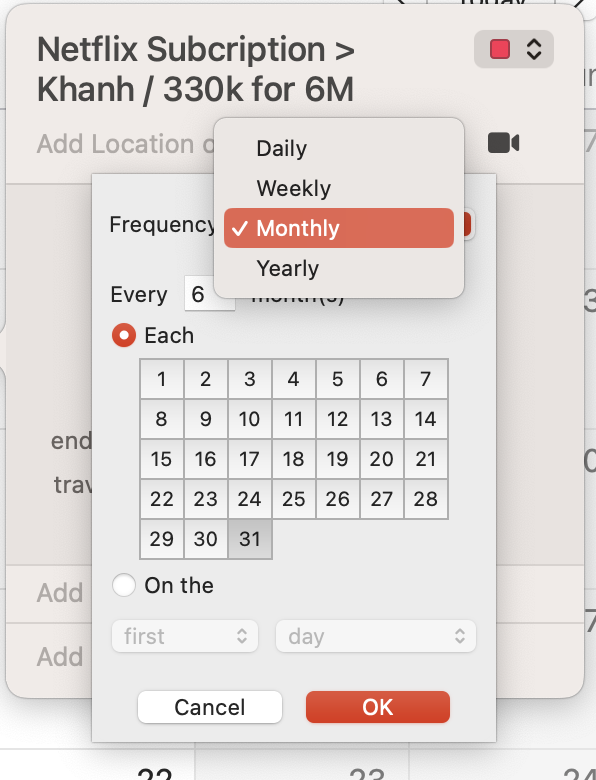 Today
Netflix Subcription >
Khanh / 330k for 6M
Add Location o
Daily
Weekly
Frequency
Monthly
Yearly
Every 6 month(s)
Each
1 2 3 4 5 6 7
8 9 10 11 12 13 14
end
15 16 17 18 19 20 21
trav
22 23 24 25 26 27 28
29 30 31
On the
Add
first day
Add
Cancel OK
22 23 24